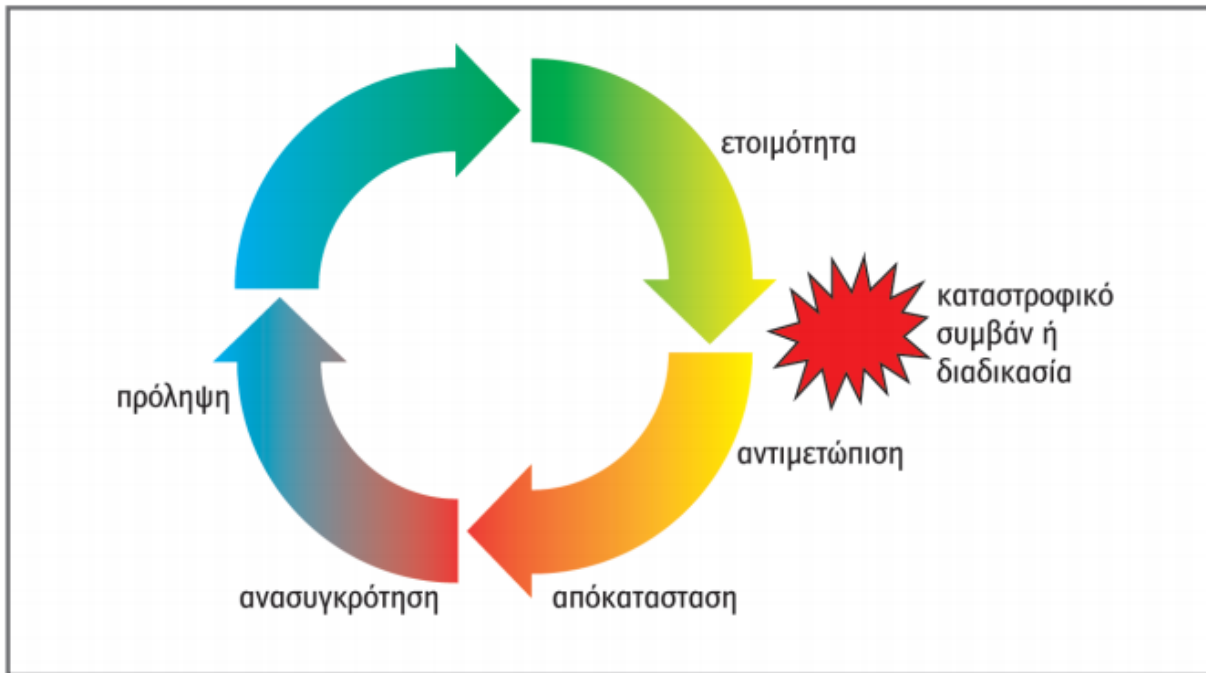 ετοιμότητα
καταστροφικό
συμβάν ή
διαδικασία
πρόληψη
αντιμετώπιση
ανασυγκρότηση
απόκατασταση